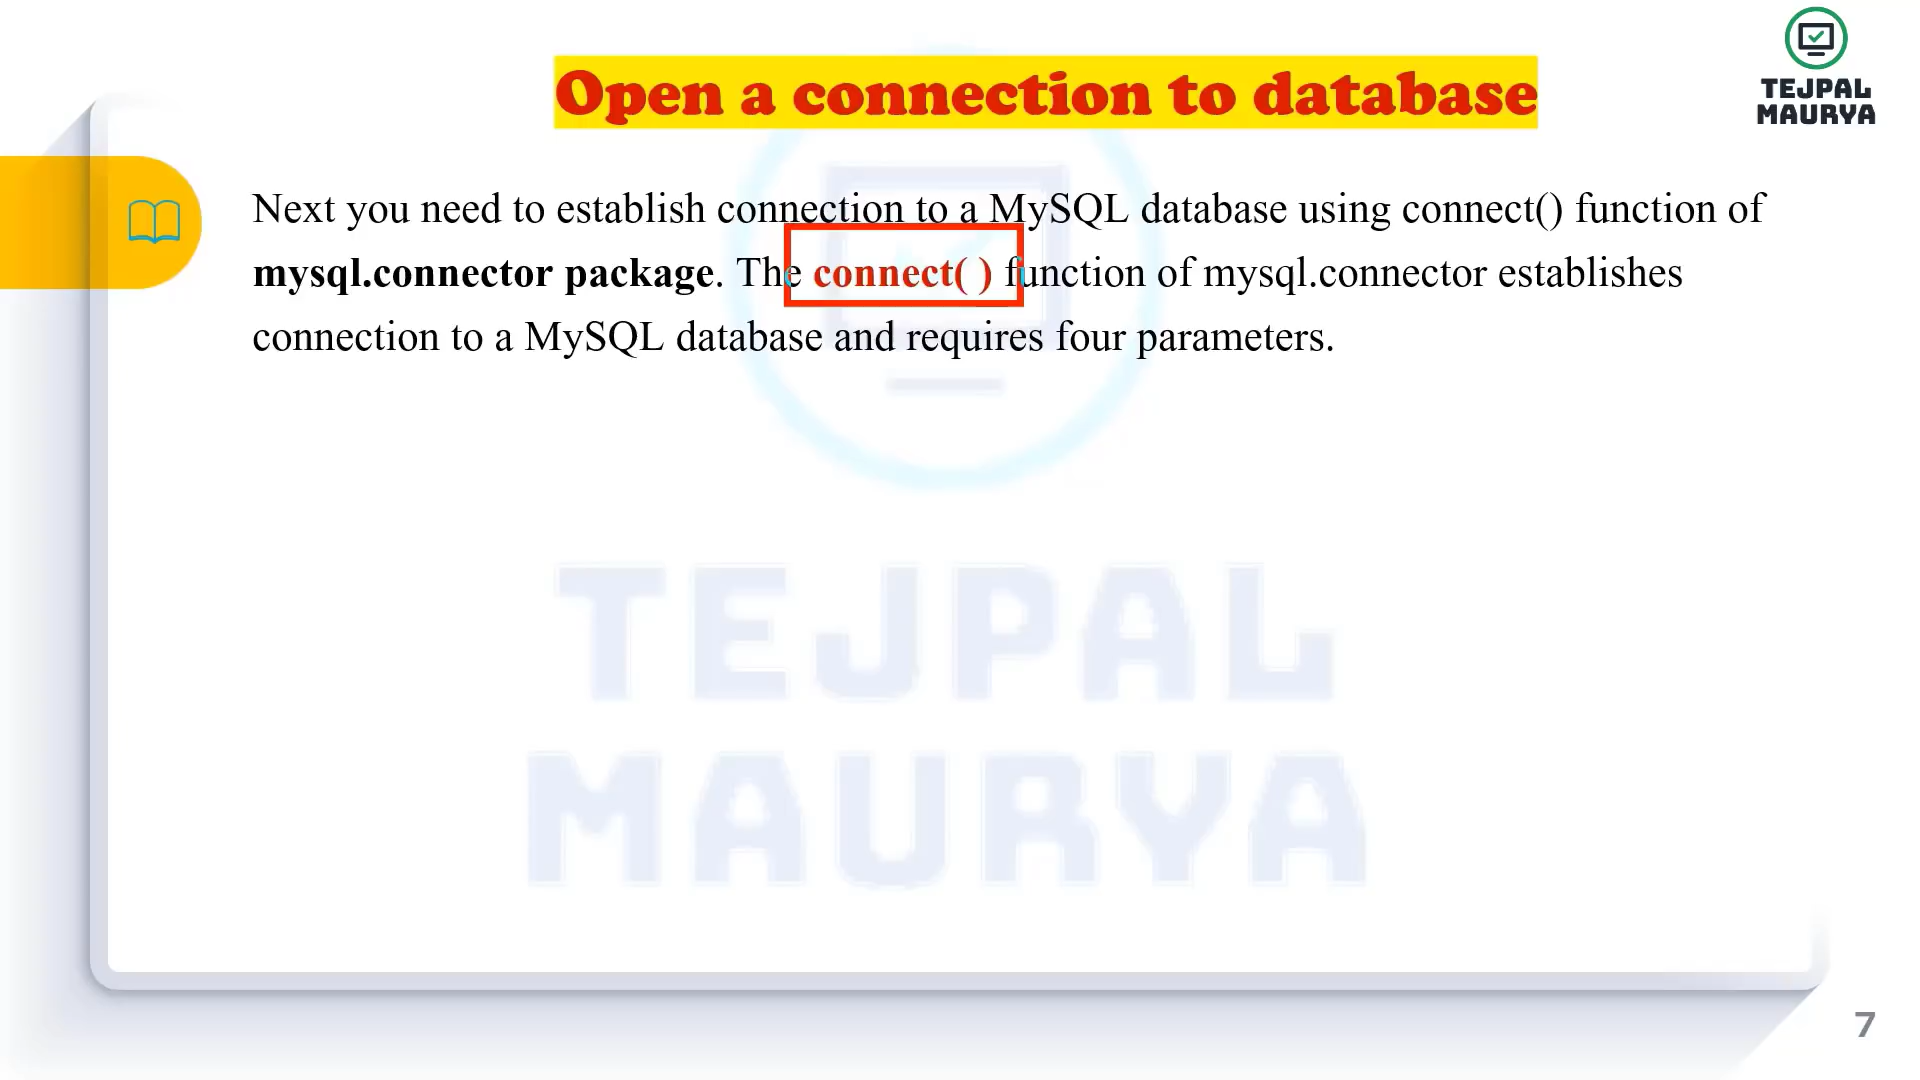 Open a connection to database
TEJPAL
MAURYA
Next you need to establish connection to a MySQL database using connect() function of
mysql.connector package. The connect( ) function of mysql.connector establishes
connection to a MySQL database and requires four parameters.
TEJPAL
MAURYA
7